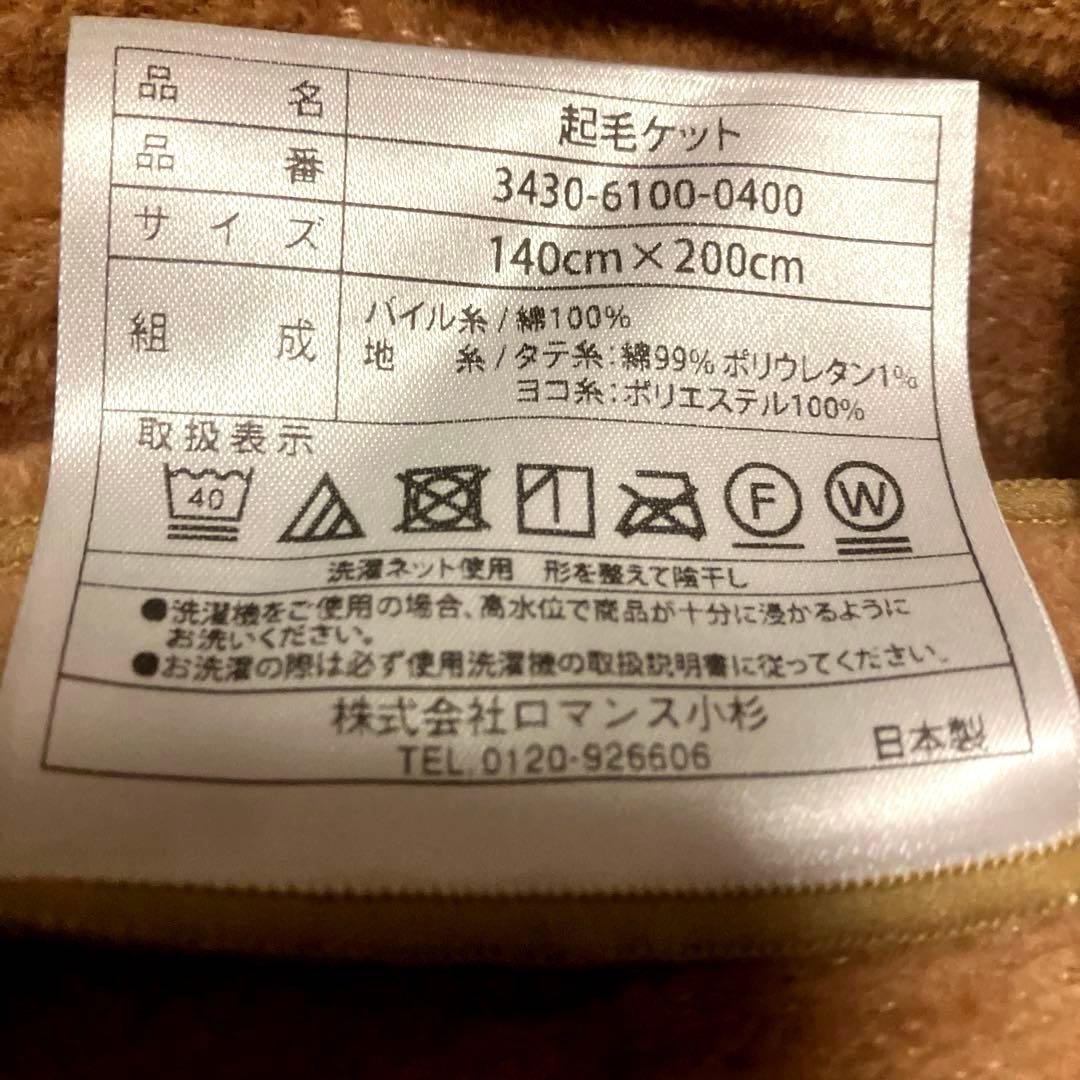 品名 起毛ケット
品番 3430-6100-0400
サイズ 140cm×200cm
組成 パイル糸/綿100%
地糸/タテ糸:綿99% ポリウレタン1%
ヨコ糸:ポリエステル100%
取扱表示
40 F W
洗濯ネット使用 形を整えて陰干し
●洗濯機をご使用の場合、高水位で商品が十分に浸かるように
お洗いください。
●お洗濯の際は必ず使用洗濯機の取扱説明書に従ってください。
株式会社ロマンス小杉
TEL.0120-926606
日本製